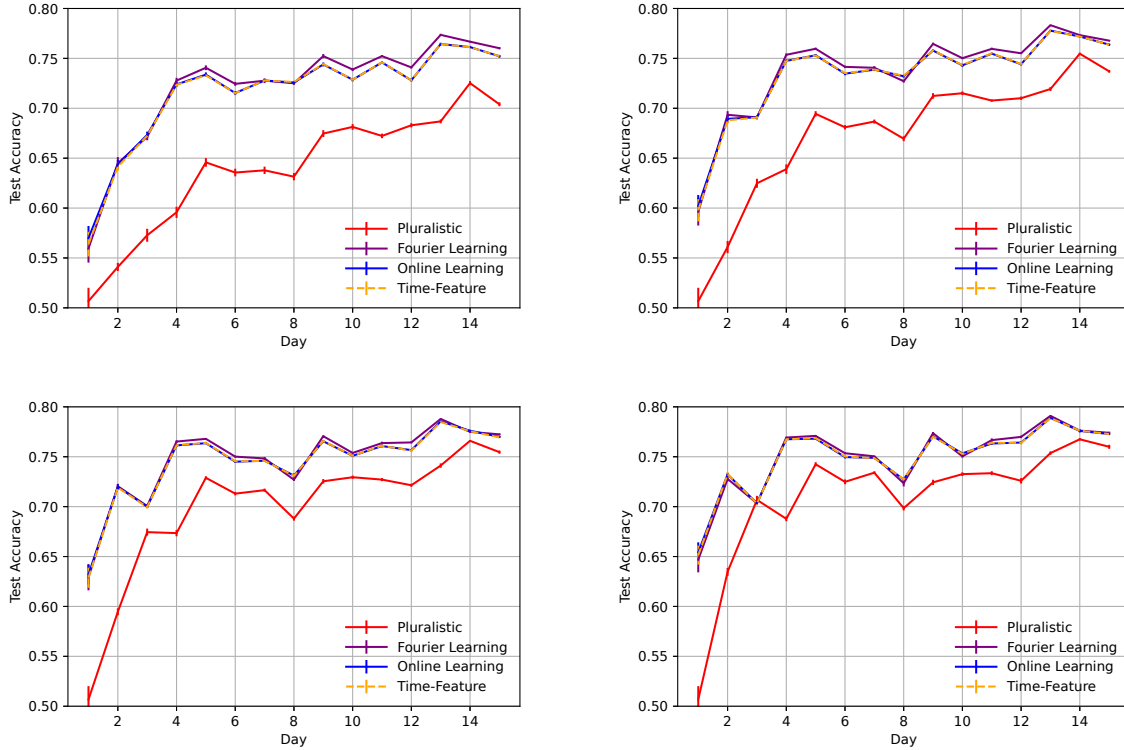 0.80
0.75
0.70
0.65
0.60
0.55
0.50
Test Accuracy
Pluralistic
Fourier Learning
Online Learning
Time-Feature
2 4 6 8 10 12 14
Day
0.80
0.75
0.70
0.65
0.60
0.55
0.50
Test Accuracy
Pluralistic
Fourier Learning
Online Learning
Time-Feature
2 4 6 8 10 12 14
Day
0.80
0.75
0.70
0.65
0.60
0.55
0.50
Test Accuracy
Pluralistic
Fourier Learning
Online Learning
Time-Feature
2 4 6 8 10 12 14
Day
0.80
0.75
0.70
0.65
0.60
0.55
0.50
Test Accuracy
Pluralistic
Fourier Learning
Online Learning
Time-Feature
2 4 6 8 10 12 14
Day